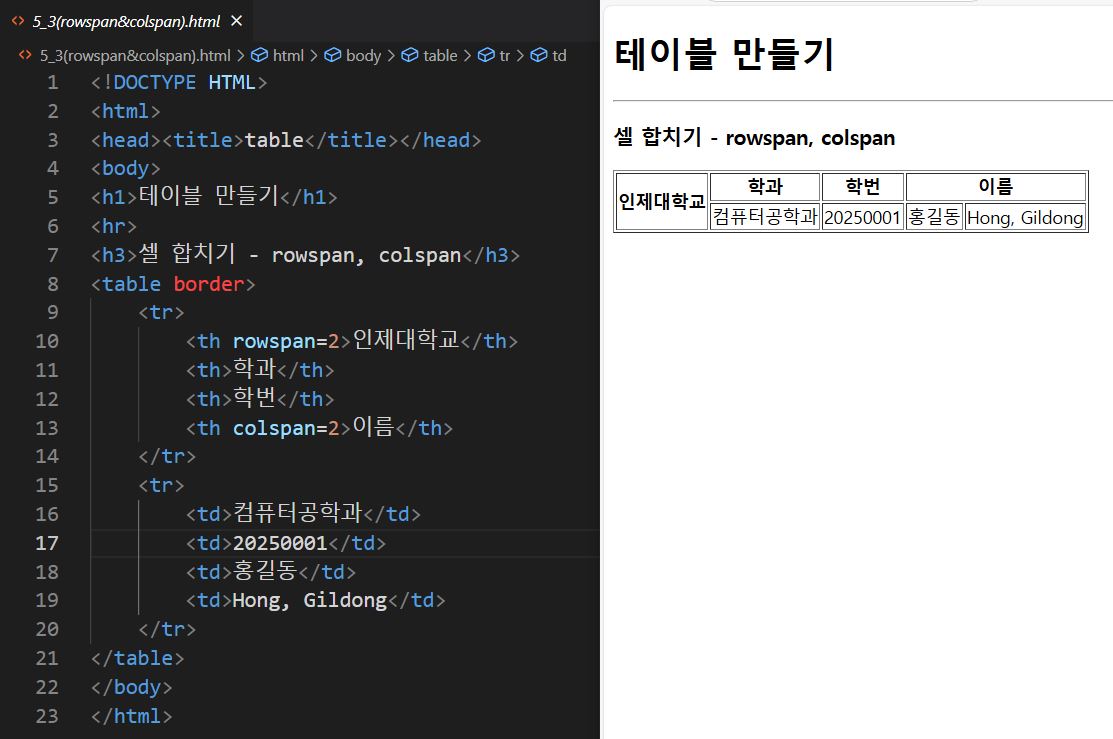 5_3(rowspan&colspan).html
5_3(rowspan&colspan).html > html > body > table > tr > td
1 <!DOCTYPE HTML>
2 <html>
3 <head><title>table</title></head>
4 <body>
5 <h1>테이블 만들기</h1>
6 <hr>
7 <h3>셀 합치기 - rowspan, colspan</h3>
8 <table border>
9 <tr>
10 <th rowspan=2>인제대학교</th>
11 <th>학과</th>
12 <th>학번</th>
13 <th colspan=2>이름</th>
14 </tr>
15 <tr>
16 <td>컴퓨터공학과</td>
17 <td>20250001</td>
18 <td>홍길동</td>
19 <td>Hong, Gildong</td>
20 </tr>
21 </table>
22 </body>
23 </html>
테이블 만들기
셀 합치기 - rowspan, colspan
인제대학교 학과 학번 이름
컴퓨터공학과 20250001 홍길동 Hong, Gildong